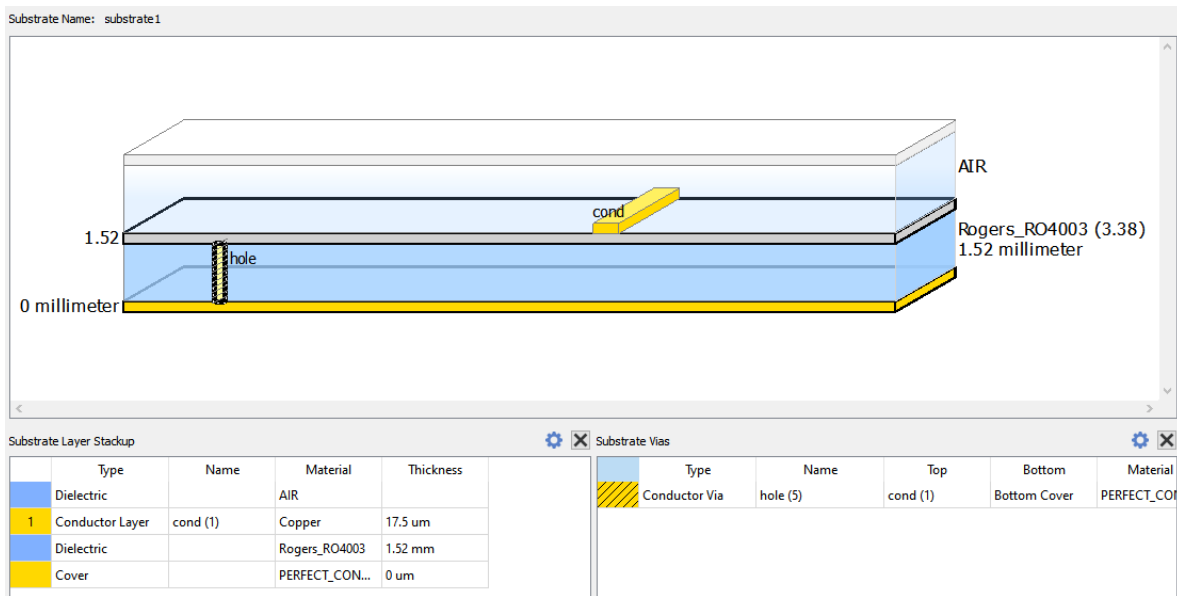 Substrate Name: substrate1
AIR
cond
1.52
Rogers_RO4003 (3.38)
1.52 millimeter
hole
0 millimeter
Substrate Layer Stackup
Type Name Material Thickness
Dielectric AIR
1 Conductor Layer cond (1) Copper 17.5 um
Dielectric Rogers_RO4003 1.52 mm
Cover PERFECT_CON... 0 um
Substrate Vias
Type Name Top Bottom Material
Conductor Via hole (5) cond (1) Bottom Cover PERFECT_CO